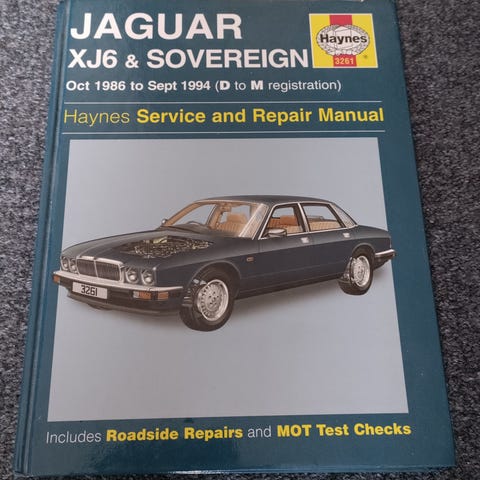 JAGUAR
XJ6 & SOVEREIGN
Haynes
3261
Oct 1986 to Sept 1994 (D to M registration)
Haynes Service and Repair Manual
3261
Includes Roadside Repairs and MOT Test Checks